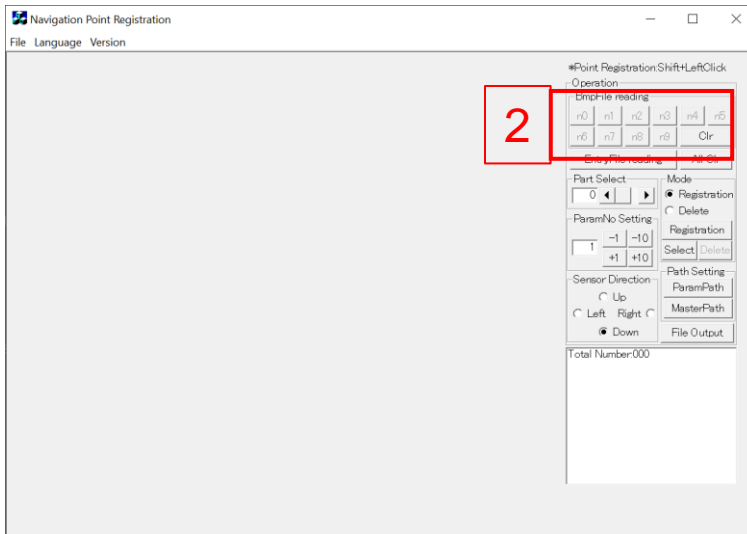 Navigation Point Registration
File Language Version
*Point Registration:Shift+LeftClick
Operation
BmpFile reading
n0 n1 n2 n3 n4 n5
n6 n7 n8 n9 Clr
2
EntryFile reading All Clr
Part Select
0
Mode
Registration
Delete
Registration
Select Delete
ParamNo Setting
1
-1 -10
+1 +10
Sensor Direction
Up
Left Right
Down
Path Setting
ParamPath
MasterPath
File Output
Total Number:000